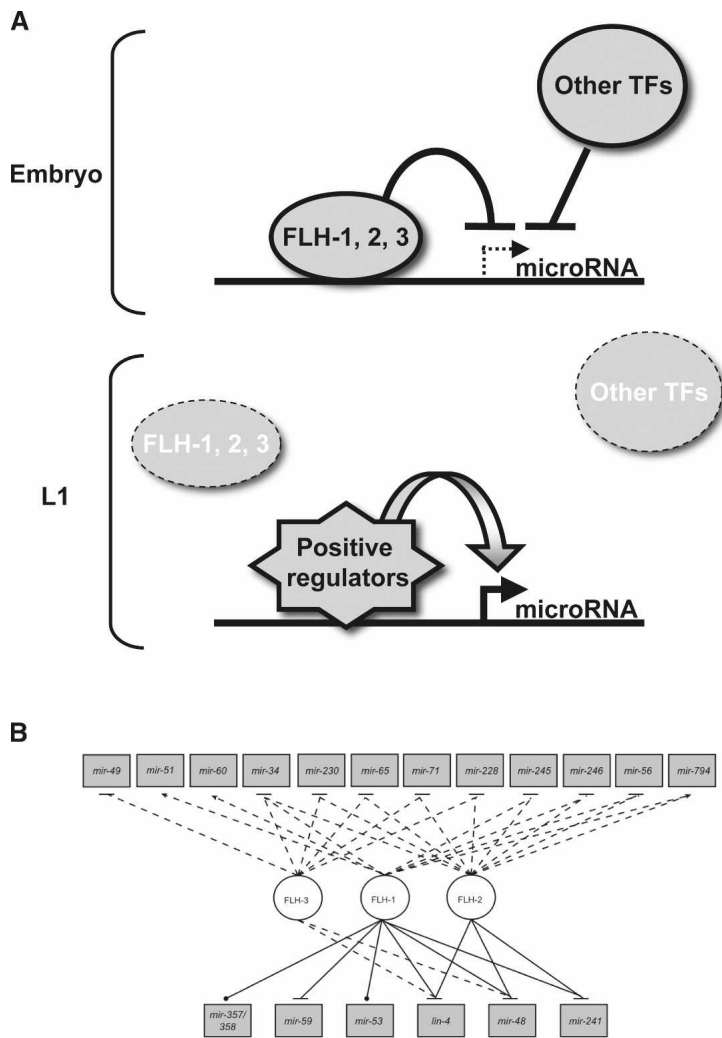 A
Other TFs
Embryo
FLH-1, 2, 3
microRNA
Other TFs
FLH-1, 2, 3
L1
Positive
regulators
microRNA
B
mir-49 mir-51 mir-60 mir-34 mir-230 mir-65 mir-71 mir-228 mir-245 mir-246 mir-56 mir-794
FLH-3 FLH-1 FLH-2
mir-357/
358 mir-59 mir-53 lin-4 mir-48 mir-241